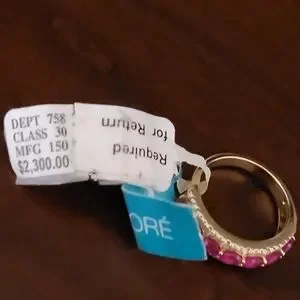 DEPT 758
CLASS 30
MFG 150
$2,300.00
Required
for Return
ORÉ